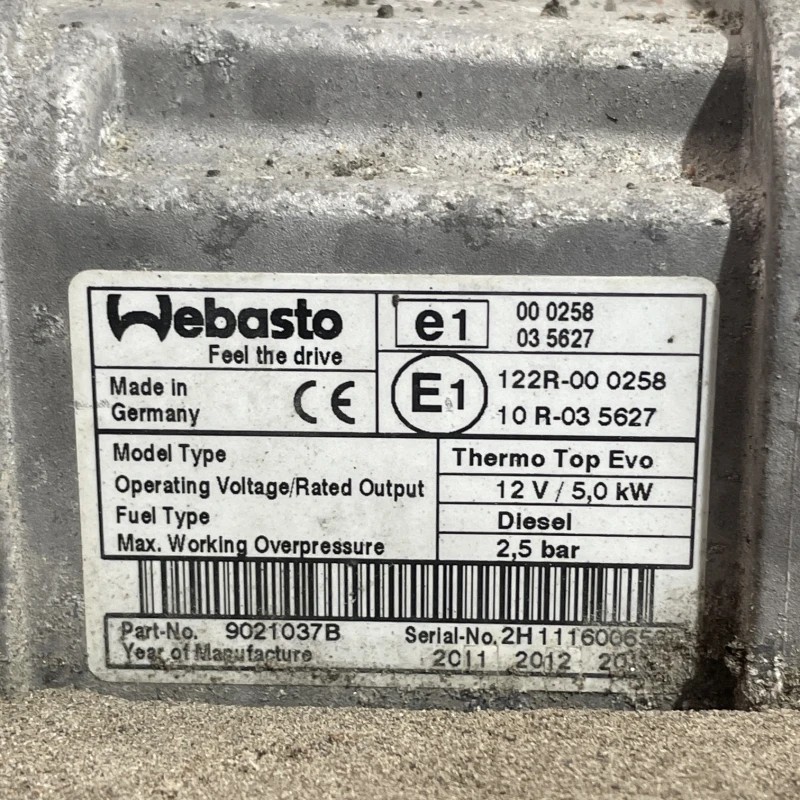 Webasto
Feel the drive
e1
00 0258
03 5627
Made in
Germany
CE
E1
122R-00 0258
10 R-03 5627
Model Type Thermo Top Evo
Operating Voltage/Rated Output 12 V / 5,0 kW
Fuel Type Diesel
Max. Working Overpressure 2,5 bar
Part-No. 9021037B Serial-No.
Year of Manufacture 2011 2012